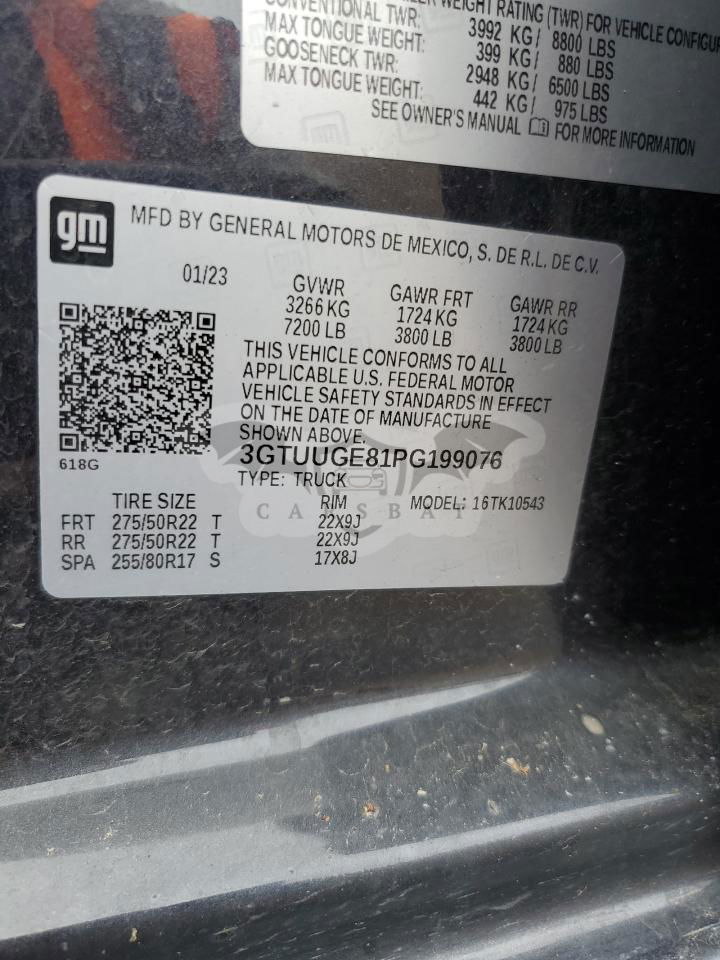 WEIGHT RATING (TWR) FOR VEHICLE
CONVENTIONAL TWR: 3992 KG/ 8800 LBS
MAX TONGUE WEIGHT: 399 KG/ 880 LBS
GOOSENECK TWR: 2948 KG/ 6500 LBS
MAX TONGUE WEIGHT: 442 KG/ 975 LBS
SEE OWNER'S MANUAL FOR MORE INFORMATION
gm
MFD BY GENERAL MOTORS DE MEXICO, S. DE R.L. DE C.V.
01/23 GVWR GAWR FRT GAWR RR
3266 KG 1724 KG 1724 KG
7200 LB 3800 LB 3800 LB
THIS VEHICLE CONFORMS TO ALL
APPLICABLE U.S. FEDERAL MOTOR
VEHICLE SAFETY STANDARDS IN EFFECT
ON THE DATE OF MANUFACTURE
SHOWN ABOVE.
618G
3GTUUGE81PG199076
TYPE: TRUCK MODEL: 16TK10543
TIRE SIZE RIM
FRT 275/50R22 T 22X9J
RR 275/50R22 T 22X9J
SPA 255/80R17 S 17X8J
CARSBAT